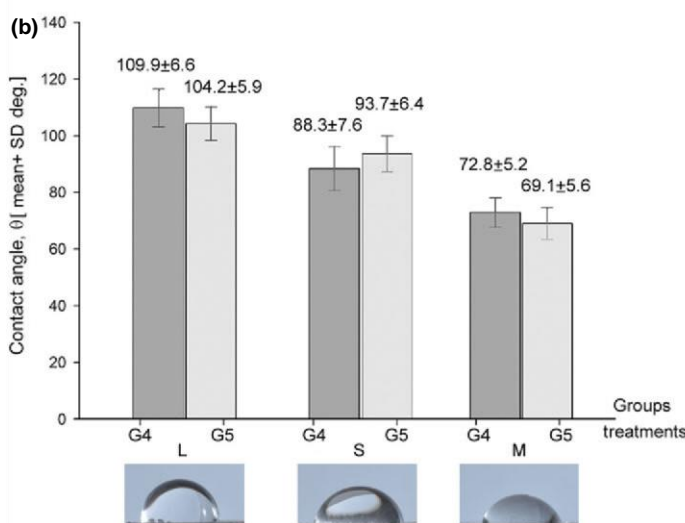 (b)
140
120
100
80
60
40
20
0
Contact angle, θ[ mean+ SD deg.]
109.9±6.6
104.2±5.9
88.3±7.6
93.7±6.4
72.8±5.2
69.1±5.6
G4 G5 G4 G5 G4 G5
L S M
Groups
treatments